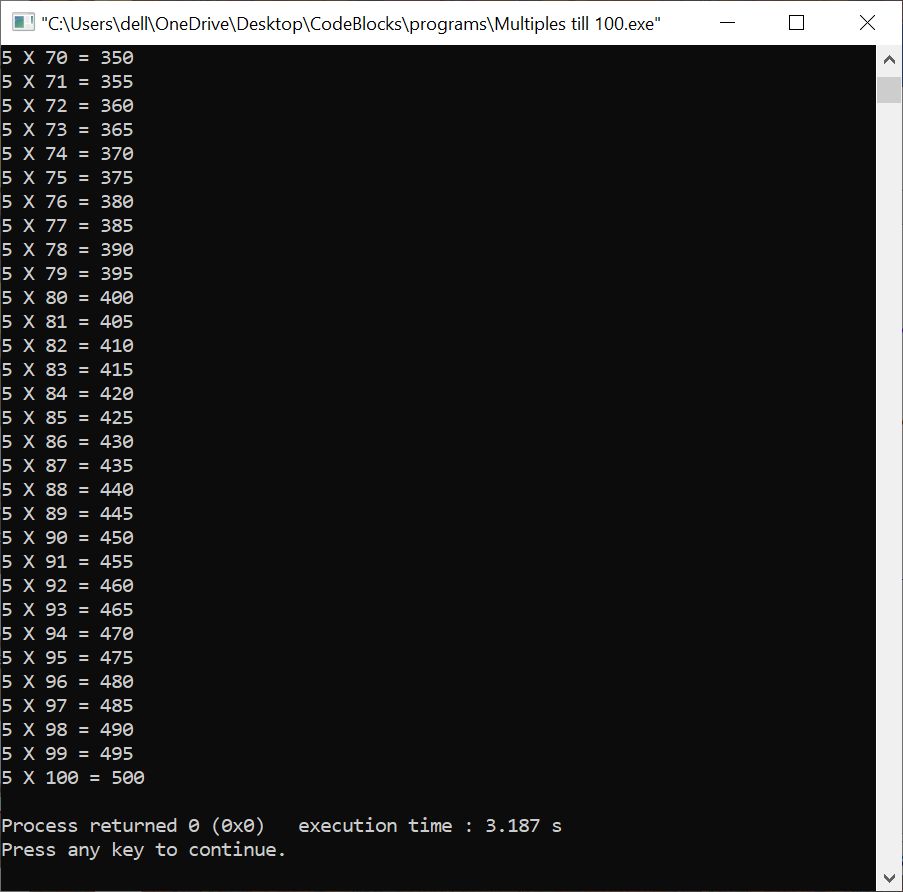 "C:\Users\dell\OneDrive\Desktop\CodeBlocks\programs\Multiples till 100.exe"
5 X 70 = 350
5 X 71 = 355
5 X 72 = 360
5 X 73 = 365
5 X 74 = 370
5 X 75 = 375
5 X 76 = 380
5 X 77 = 385
5 X 78 = 390
5 X 79 = 395
5 X 80 = 400
5 X 81 = 405
5 X 82 = 410
5 X 83 = 415
5 X 84 = 420
5 X 85 = 425
5 X 86 = 430
5 X 87 = 435
5 X 88 = 440
5 X 89 = 445
5 X 90 = 450
5 X 91 = 455
5 X 92 = 460
5 X 93 = 465
5 X 94 = 470
5 X 95 = 475
5 X 96 = 480
5 X 97 = 485
5 X 98 = 490
5 X 99 = 495
5 X 100 = 500
Process returned 0 (0x0)   execution time : 3.187 s
Press any key to continue.